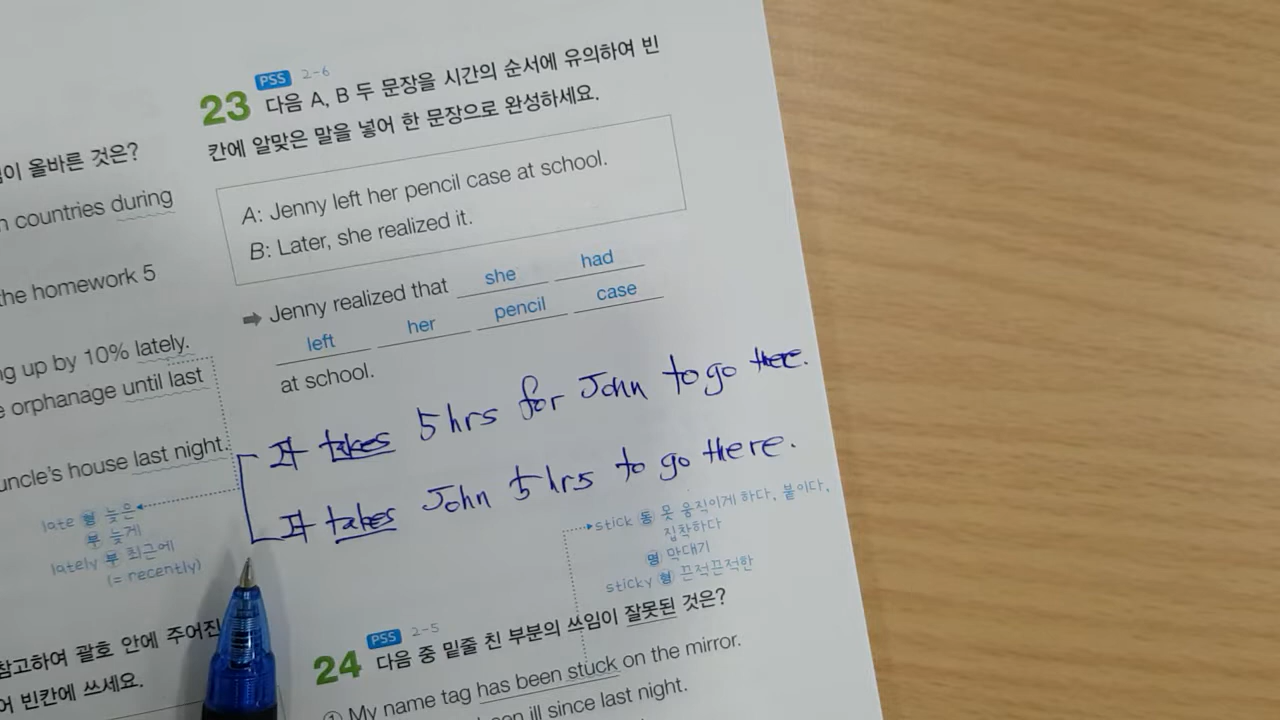 이 올바른 것은?
countries during
the homework 5
ng up by 10% lately.
orphanage until last
uncle's house last night.
late 형 늦은
부 늦게
lately 부 최근에
(= recently)
참고하여 괄호 안에 주어진
어 빈칸에 쓰세요.
PSS 2-6
23 다음 A, B 두 문장을 시간의 순서에 유의하여 빈
칸에 알맞은 말을 넣어 한 문장으로 완성하세요.
A: Jenny left her pencil case at school.
B: Later, she realized it.
Jenny realized that she had
left her pencil case
at school.
It takes 5 hrs for John to go there.
It takes John 5 hrs to go there.
stick 동 못 움직이게 하다, 붙이다,
집착하다
명 막대기
sticky 형 끈적끈적한
PSS 2-5
24 다음 중 밑줄 친 부분의 쓰임이 잘못된 것은?
① My name tag has been stuck on the mirror.
ill since last night.